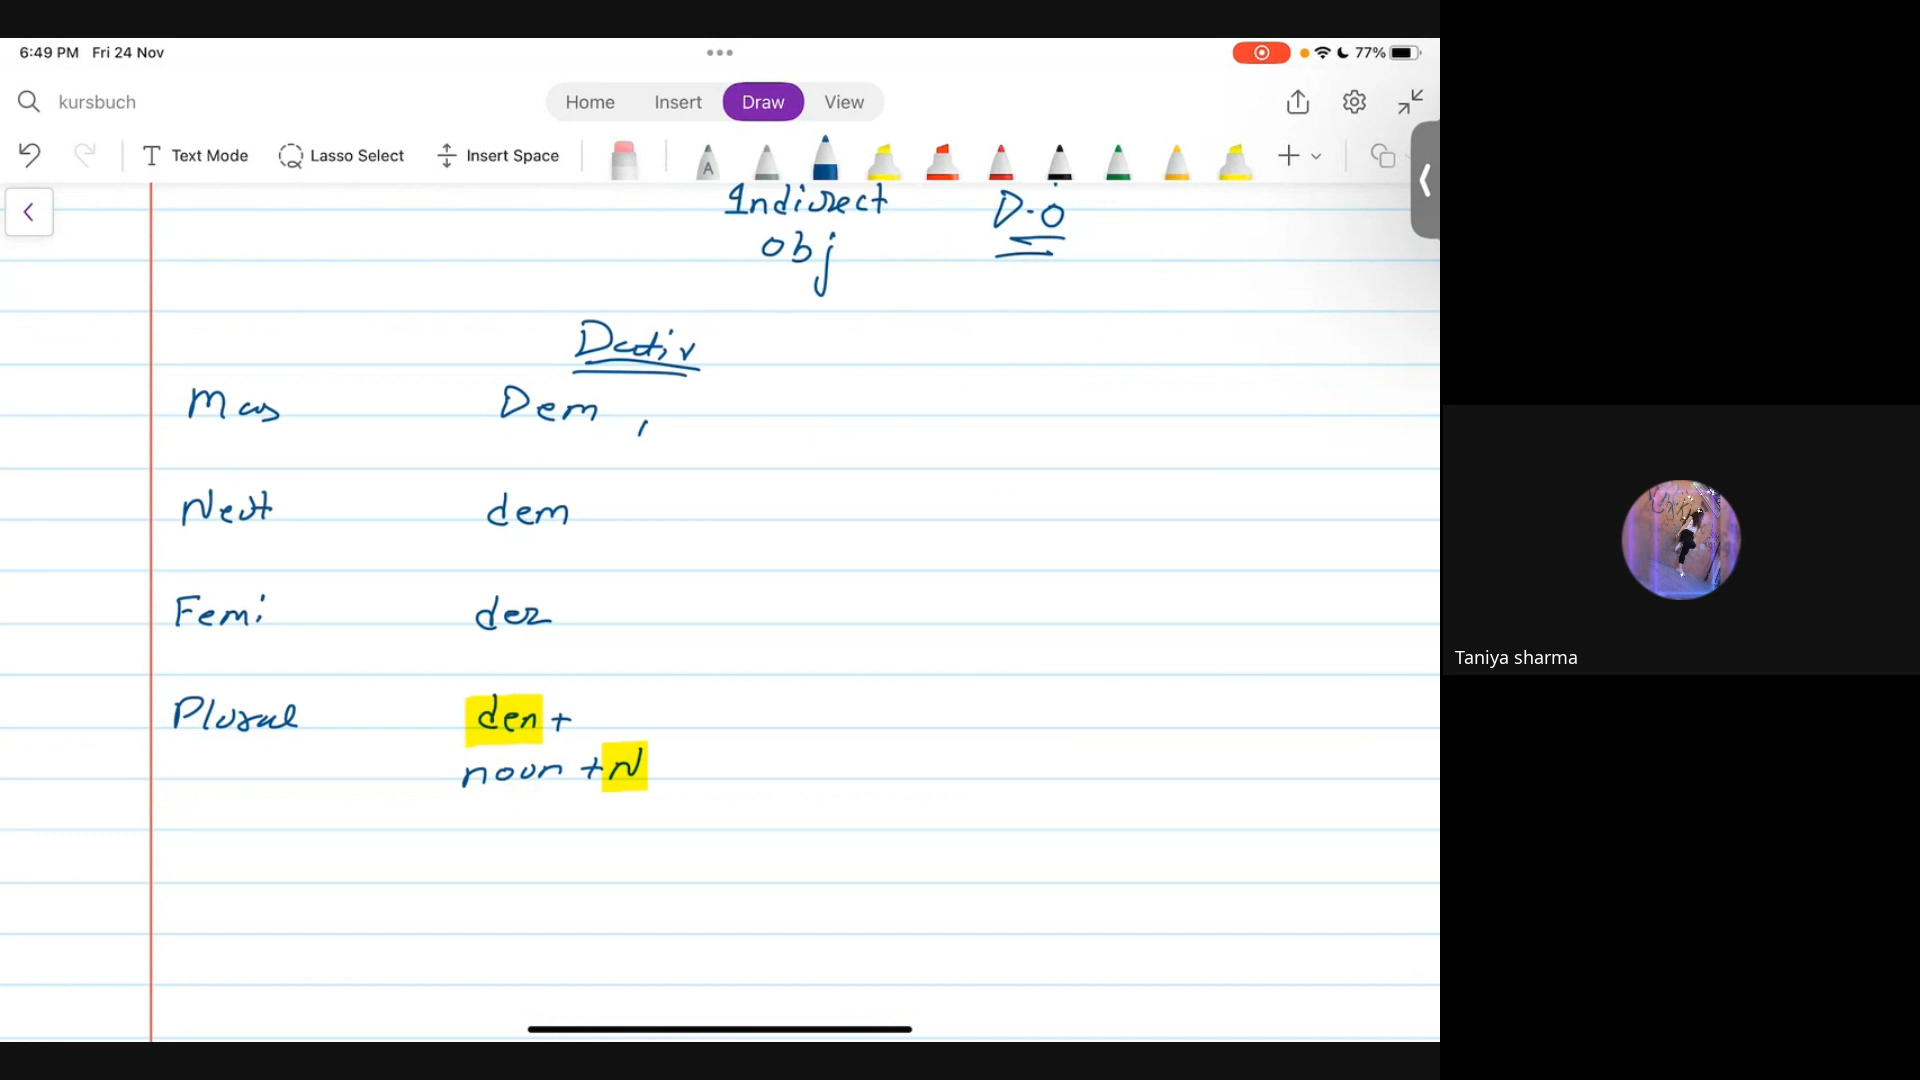 6:49 PM Fri 24 Nov
77%
kursbuch
Home Insert Draw View
Text Mode Lasso Select Insert Space
A
Indirect D.O
obj
Dativ
Mas Dem ,
Neut dem
Femi der
Plural den +
noun + N
Taniya sharma